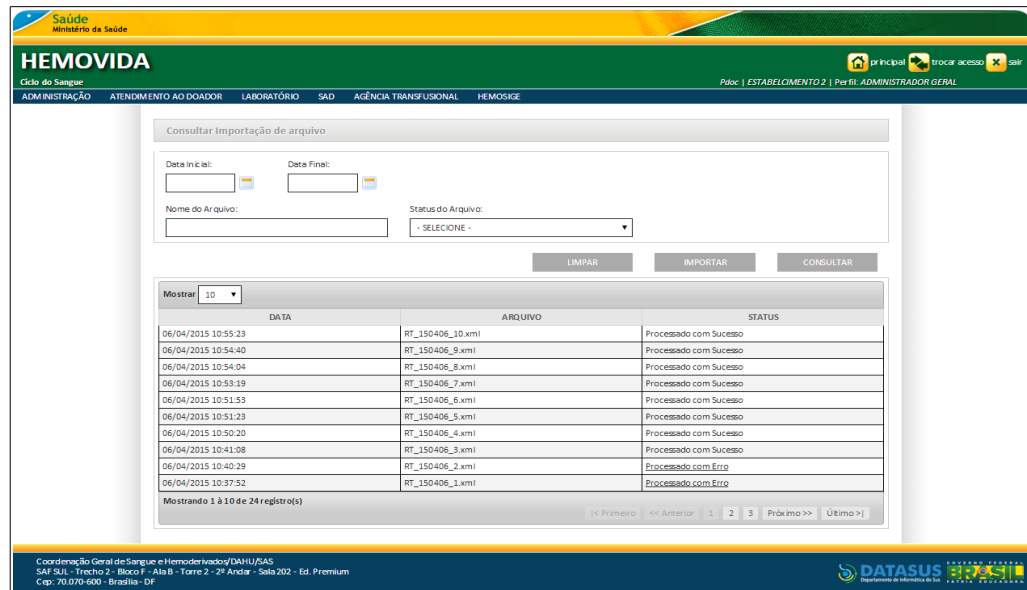 Saúde
Ministério da Saúde
HEMOVIDA
principal trocar acesso sair
Ciclo do Sangue
Pdoc | ESTABELCIMENTO 2 | Perfil: ADMINISTRADOR GERAL
ADMINISTRAÇÃO ATENDIMENTO AO DOADOR LABORATÓRIO SAD AGÊNCIA TRANSFUSIONAL HEMOSIGE
Consultar Importação de arquivo
Data Inicial: Data Final:
Nome do Arquivo: Status do Arquivo:
- SELECIONE -
LIMPAR IMPORTAR CONSULTAR
Mostrar 10
DATA ARQUIVO STATUS
06/04/2015 10:55:23 RT_150406_10.xml Processado com Sucesso
06/04/2015 10:54:40 RT_150406_9.xml Processado com Sucesso
06/04/2015 10:54:04 RT_150406_8.xml Processado com Sucesso
06/04/2015 10:53:19 RT_150406_7.xml Processado com Sucesso
06/04/2015 10:51:53 RT_150406_6.xml Processado com Sucesso
06/04/2015 10:51:23 RT_150406_5.xml Processado com Sucesso
06/04/2015 10:50:20 RT_150406_4.xml Processado com Sucesso
06/04/2015 10:41:08 RT_150406_3.xml Processado com Sucesso
06/04/2015 10:40:29 RT_150406_2.xml Processado com Erro
06/04/2015 10:37:52 RT_150406_1.xml Processado com Erro
Mostrando 1 à 10 de 24 registro(s)
|< Primeiro << Anterior 1 2 3 Próximo >> Último >|
Coordenação Geral de Sangue e Hemoderivados/DAHU/SAS
SAF SUL - Trecho 2 - Bloco F - Ala B - Torre 2 - 2º Andar - Sala 202 - Ed. Premium
Cep: 70.070-600 - Brasília - DF
DATASUS
Departamento de Informática do Sus
GOVERNO FEDERAL
BRASIL
PÁTRIA EDUCADORA